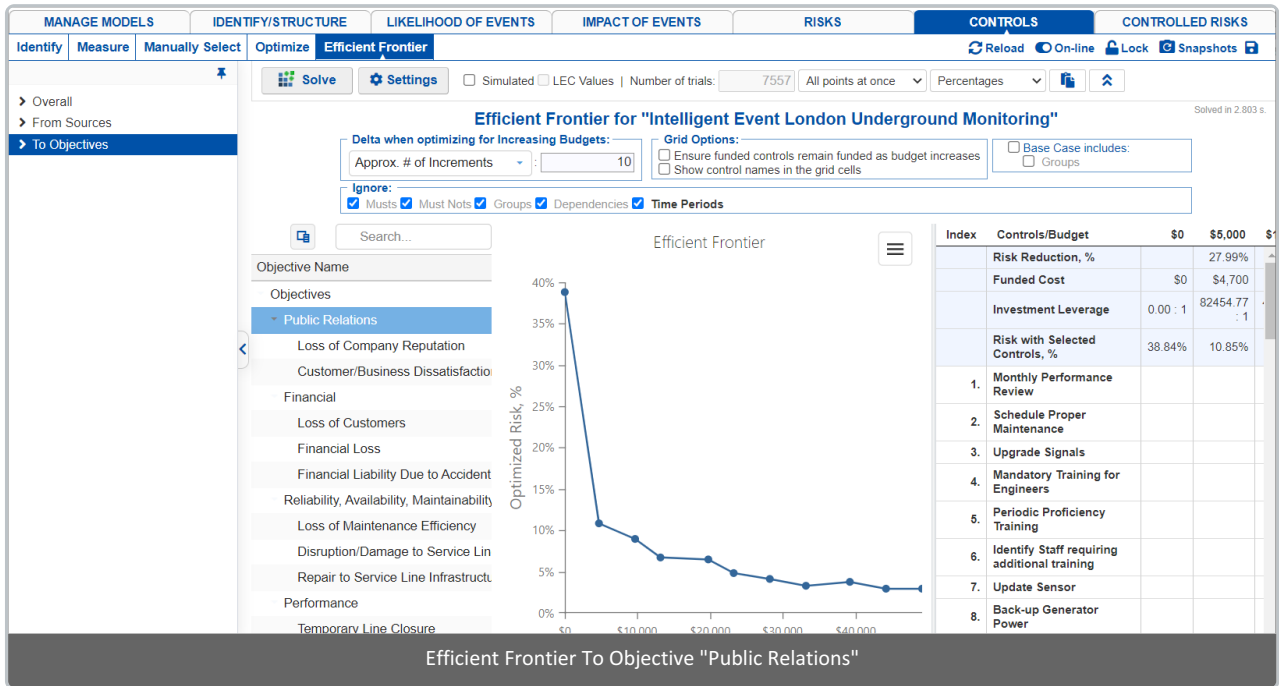 MANAGE MODELS IDENTIFY/STRUCTURE LIKELIHOOD OF EVENTS IMPACT OF EVENTS RISKS CONTROLS CONTROLLED RISKS
Identify Measure Manually Select Optimize Efficient Frontier Reload On-line Lock Snapshots
Solve Settings Simulated LEC Values | Number of trials: 7557 All points at once Percentages
Overall
From Sources
To Objectives
Efficient Frontier for "Intelligent Event London Underground Monitoring"
Solved in 2.803 s.
Delta when optimizing for Increasing Budgets:
Approx. # of Increments : 10
Grid Options:
Ensure funded controls remain funded as budget increases
Show control names in the grid cells
Base Case includes:
Groups
Ignore:
Musts Must Nots Groups Dependencies Time Periods
Search...
Objective Name
Objectives
Public Relations
Loss of Company Reputation
Customer/Business Dissatisfactio
Financial
Loss of Customers
Financial Loss
Financial Liability Due to Accident
Reliability, Availability, Maintainability
Loss of Maintenance Efficiency
Disruption/Damage to Service Lin
Repair to Service Line Infrastructu
Performance
Temporary Line Closure
Efficient Frontier
Optimized Risk, %
40%
35%
30%
25%
20%
15%
10%
5%
0%
$0 $10,000 $20,000 $30,000 $40,000
Index Controls/Budget $0 $5,000 $1
Risk Reduction, % 27.99%
Funded Cost $0 $4,700
Investment Leverage 0.00 : 1 82454.77
: 1
Risk with Selected
Controls, % 38.84% 10.85%
1. Monthly Performance
Review
2. Schedule Proper
Maintenance
3. Upgrade Signals
4. Mandatory Training for
Engineers
5. Periodic Proficiency
Training
6. Identify Staff requiring
additional training
7. Update Sensor
8. Back-up Generator
Power
Efficient Frontier To Objective "Public Relations"